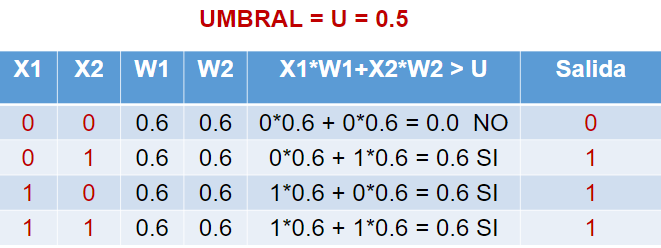 UMBRAL = U = 0.5
X1 X2 W1 W2 X1*W1+X2*W2 > U Salida
0 0 0.6 0.6 0*0.6 + 0*0.6 = 0.0 NO 0
0 1 0.6 0.6 0*0.6 + 1*0.6 = 0.6 SI 1
1 0 0.6 0.6 1*0.6 + 0*0.6 = 0.6 SI 1
1 1 0.6 0.6 1*0.6 + 1*0.6 = 0.6 SI 1